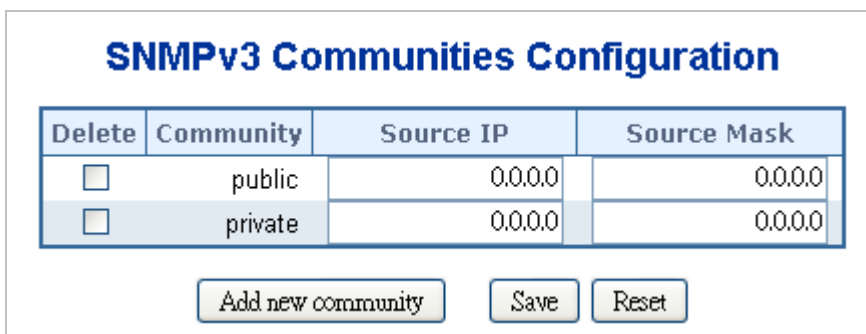 SNMPv3 Communities Configuration
Delete Community Source IP Source Mask
public 0.0.0.0 0.0.0.0
private 0.0.0.0 0.0.0.0
Add new community Save Reset